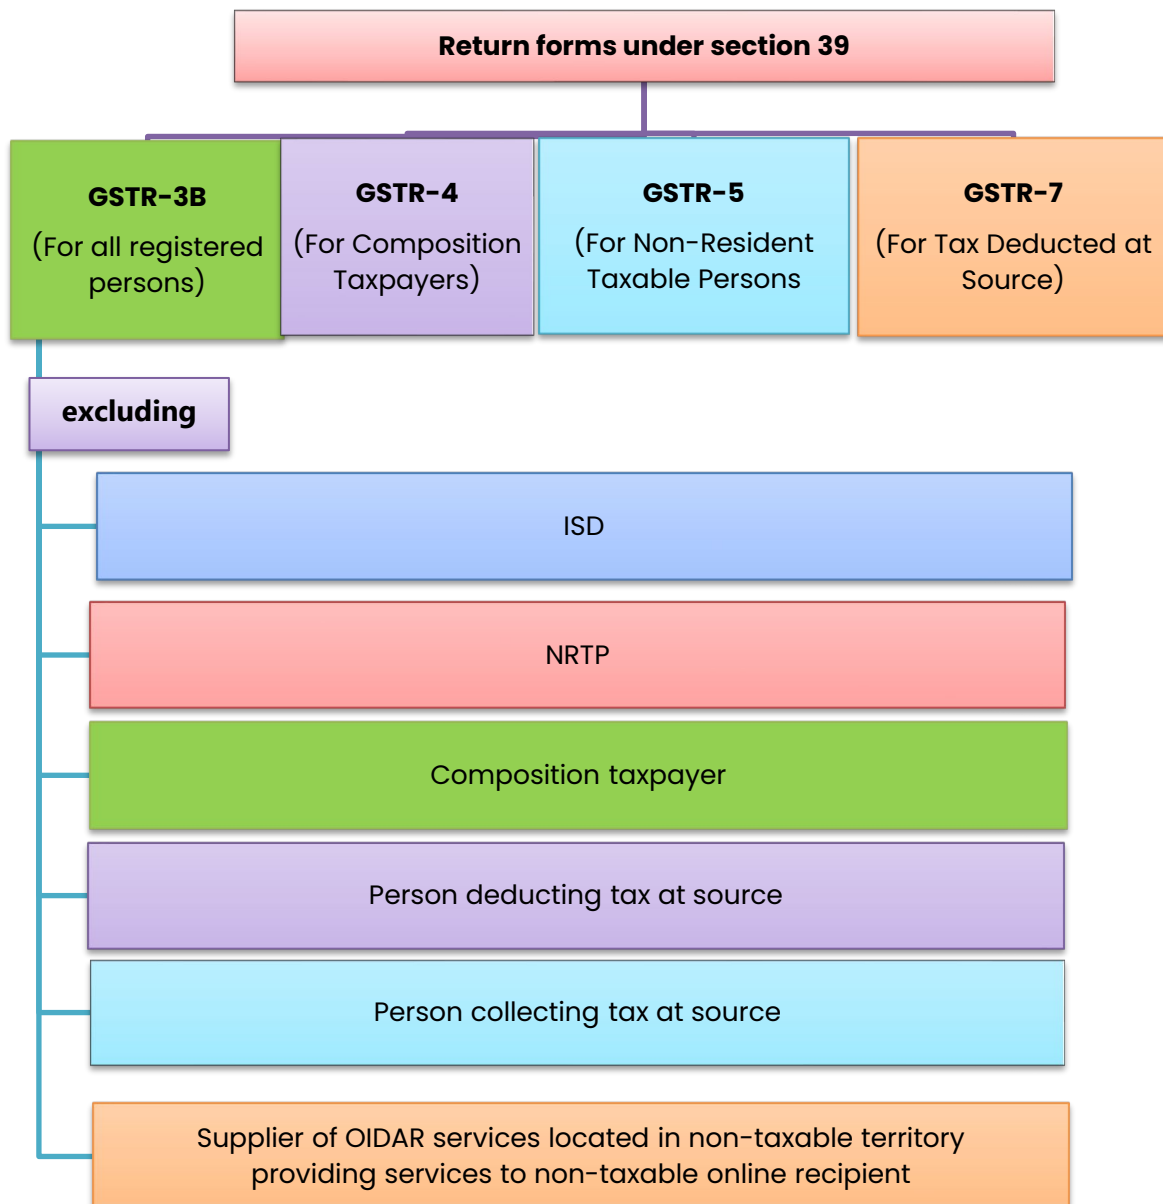 Return forms under section 39
GSTR-3B
(For all registered
persons)
GSTR-4
(For Composition
Taxpayers)
GSTR-5
(For Non-Resident
Taxable Persons
GSTR-7
(For Tax Deducted at
Source)
excluding
ISD
NRTP
Composition taxpayer
Person deducting tax at source
Person collecting tax at source
Supplier of OIDAR services located in non-taxable territory
providing services to non-taxable online recipient